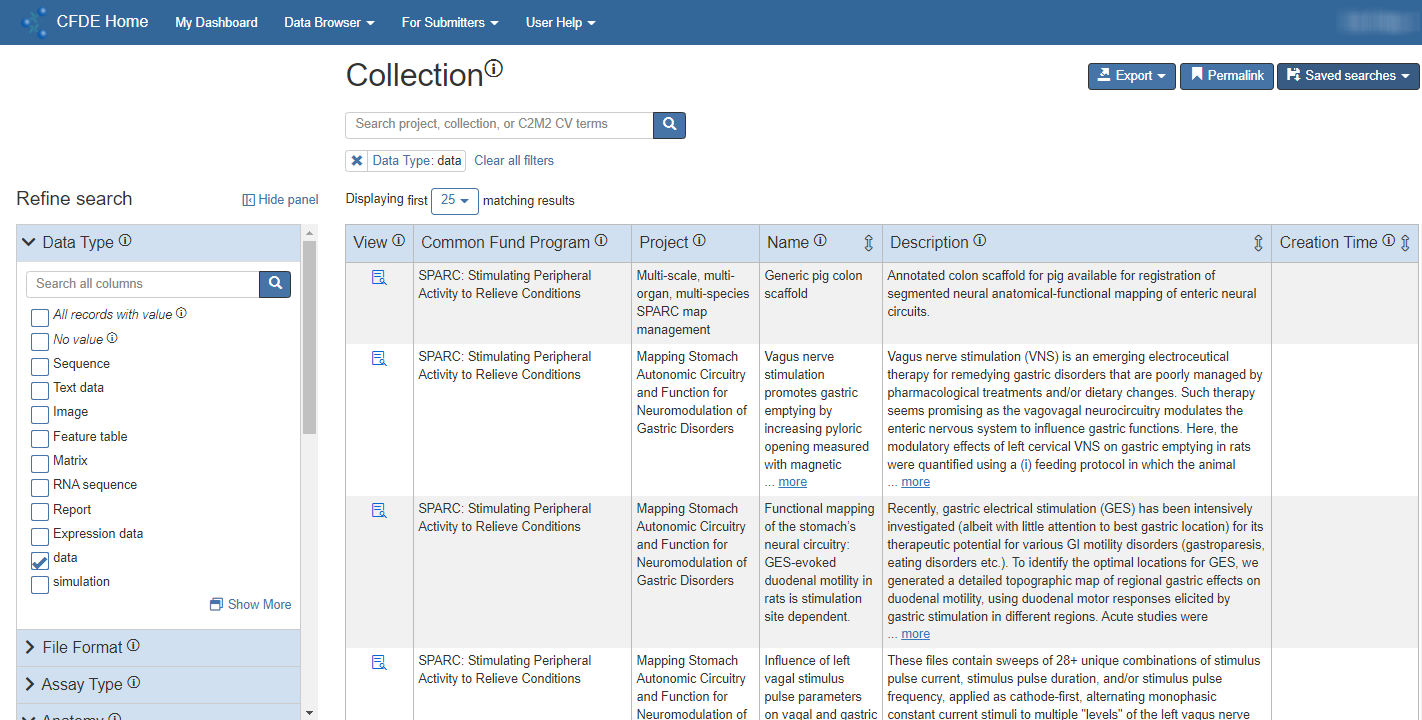 CFDE Home My Dashboard Data Browser For Submitters User Help
Collection
Export Permalink Saved searches
Search project, collection, or C2M2 CV terms
Data Type: data Clear all filters
Refine search
Hide panel
Displaying first 25 matching results
Data Type
Search all columns
All records with value
No value
Sequence
Text data
Image
Feature table
Matrix
RNA sequence
Report
Expression data
data
simulation
Show More
File Format
Assay Type
Anatomy
View Common Fund Program Project Name Description Creation Time
SPARC: Stimulating Peripheral
Activity to Relieve Conditions
Multi-scale, multi-
organ, multi-species
SPARC map
management
Generic pig colon
scaffold
Annotated colon scaffold for pig available for registration of
segmented neural anatomical-functional mapping of enteric neural
circuits.
SPARC: Stimulating Peripheral
Activity to Relieve Conditions
Mapping Stomach
Autonomic Circuitry
and Function for
Neuromodulation of
Gastric Disorders
Vagus nerve
stimulation
promotes gastric
emptying by
increasing pyloric
opening measured
with magnetic
... more
Vagus nerve stimulation (VNS) is an emerging electroceutical
therapy for remedying gastric disorders that are poorly managed by
pharmacological treatments and/or dietary changes. Such therapy
seems promising as the vagovagal neurocircuitry modulates the
enteric nervous system to influence gastric functions. Here, the
modulatory effects of left cervical VNS on gastric emptying in rats
were quantified using a (i) feeding protocol in which the animal
... more
SPARC: Stimulating Peripheral
Activity to Relieve Conditions
Mapping Stomach
Autonomic Circuitry
and Function for
Neuromodulation of
Gastric Disorders
Functional mapping
of the stomach's
neural circuitry:
GES-evoked
duodenal motility in
rats is stimulation
site dependent.
Recently, gastric electrical stimulation (GES) has been intensively
investigated (albeit with little attention to best gastric location) for its
therapeutic potential for various GI motility disorders (gastroparesis,
eating disorders etc.). To identify the optimal locations for GES, we
generated a detailed topographic map of regional gastric effects on
duodenal motility, using duodenal motor responses elicited by
gastric stimulation in different regions. Acute studies were
... more
SPARC: Stimulating Peripheral
Activity to Relieve Conditions
Mapping Stomach
Autonomic Circuitry
and Function for
Neuromodulation of
Influence of left
vagal stimulus
pulse parameters
on vagal and gastric
These files contain sweeps of 28+ unique combinations of stimulus
pulse current, stimulus pulse duration, and/or stimulus pulse
frequency, applied as cathode-first, alternating monophasic
constant current stimuli to multiple "levels" of the left vagus nerve